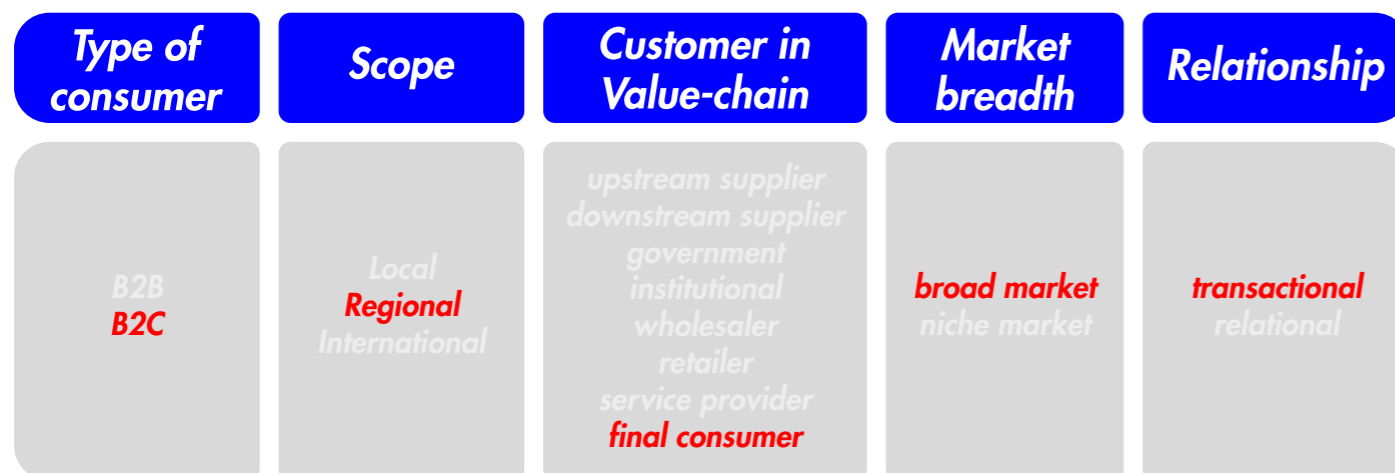 Type of
consumer
Scope
Customer in
Value-chain
Market
breadth
Relationship
B2B
B2C
Local
Regional
International
upstream supplier
downstream supplier
government
institutional
wholesaler
retailer
service provider
final consumer
broad market
niche market
transactional
relational